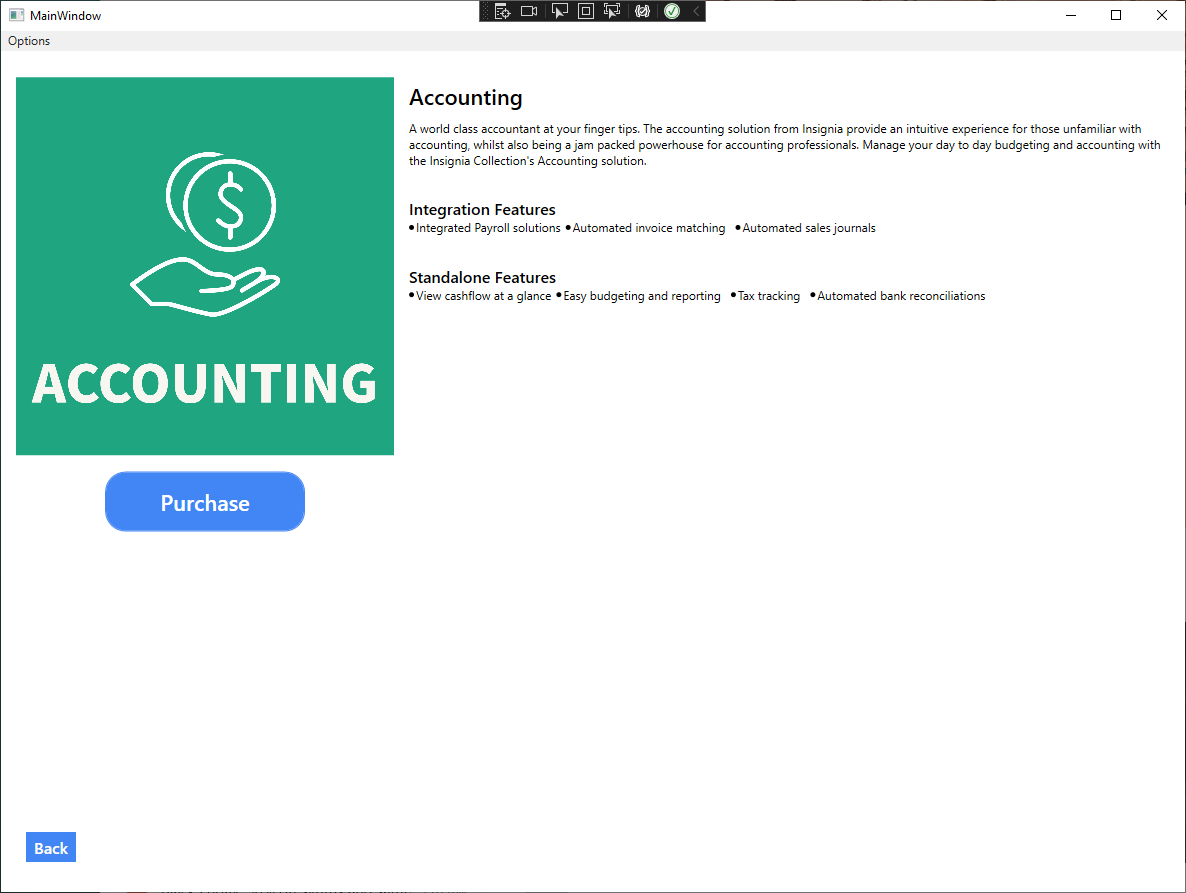 MainWindow
Options
Accounting
A world class accountant at your finger tips. The accounting solution from Insignia provide an intuitive experience for those unfamiliar with
accounting, whilst also being a jam packed powerhouse for accounting professionals. Manage your day to day budgeting and accounting with
the Insignia Collection's Accounting solution.
Integration Features
•Integrated Payroll solutions •Automated invoice matching •Automated sales journals
Standalone Features
•View cashflow at a glance •Easy budgeting and reporting •Tax tracking •Automated bank reconciliations
$
ACCOUNTING
Purchase
Back